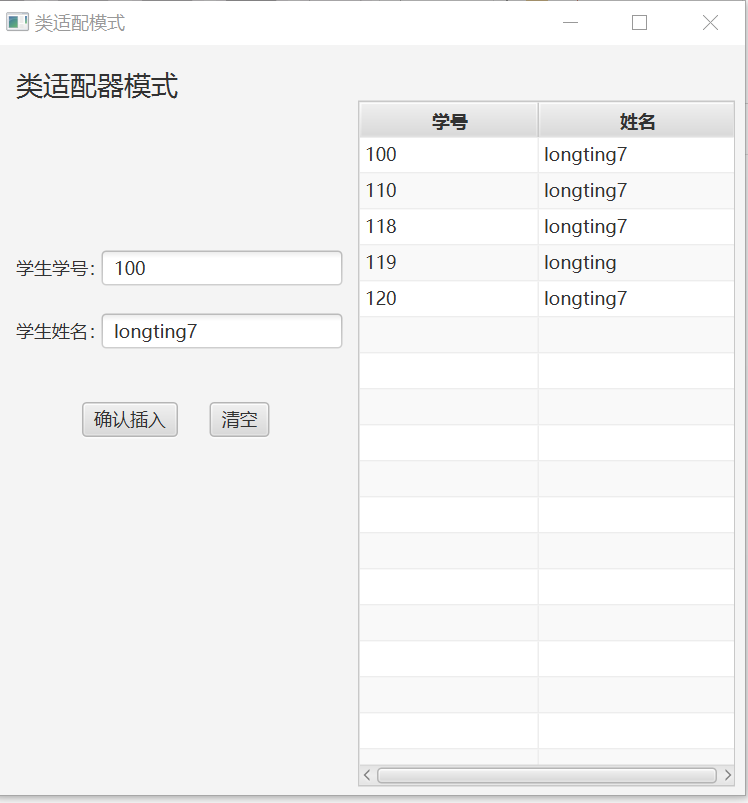 类适配模式
类适配器模式
学生学号：100
学生姓名：longting7
确认插入 清空
学号 姓名
100 longting7
110 longting7
118 longting7
119 longting
120 longting7